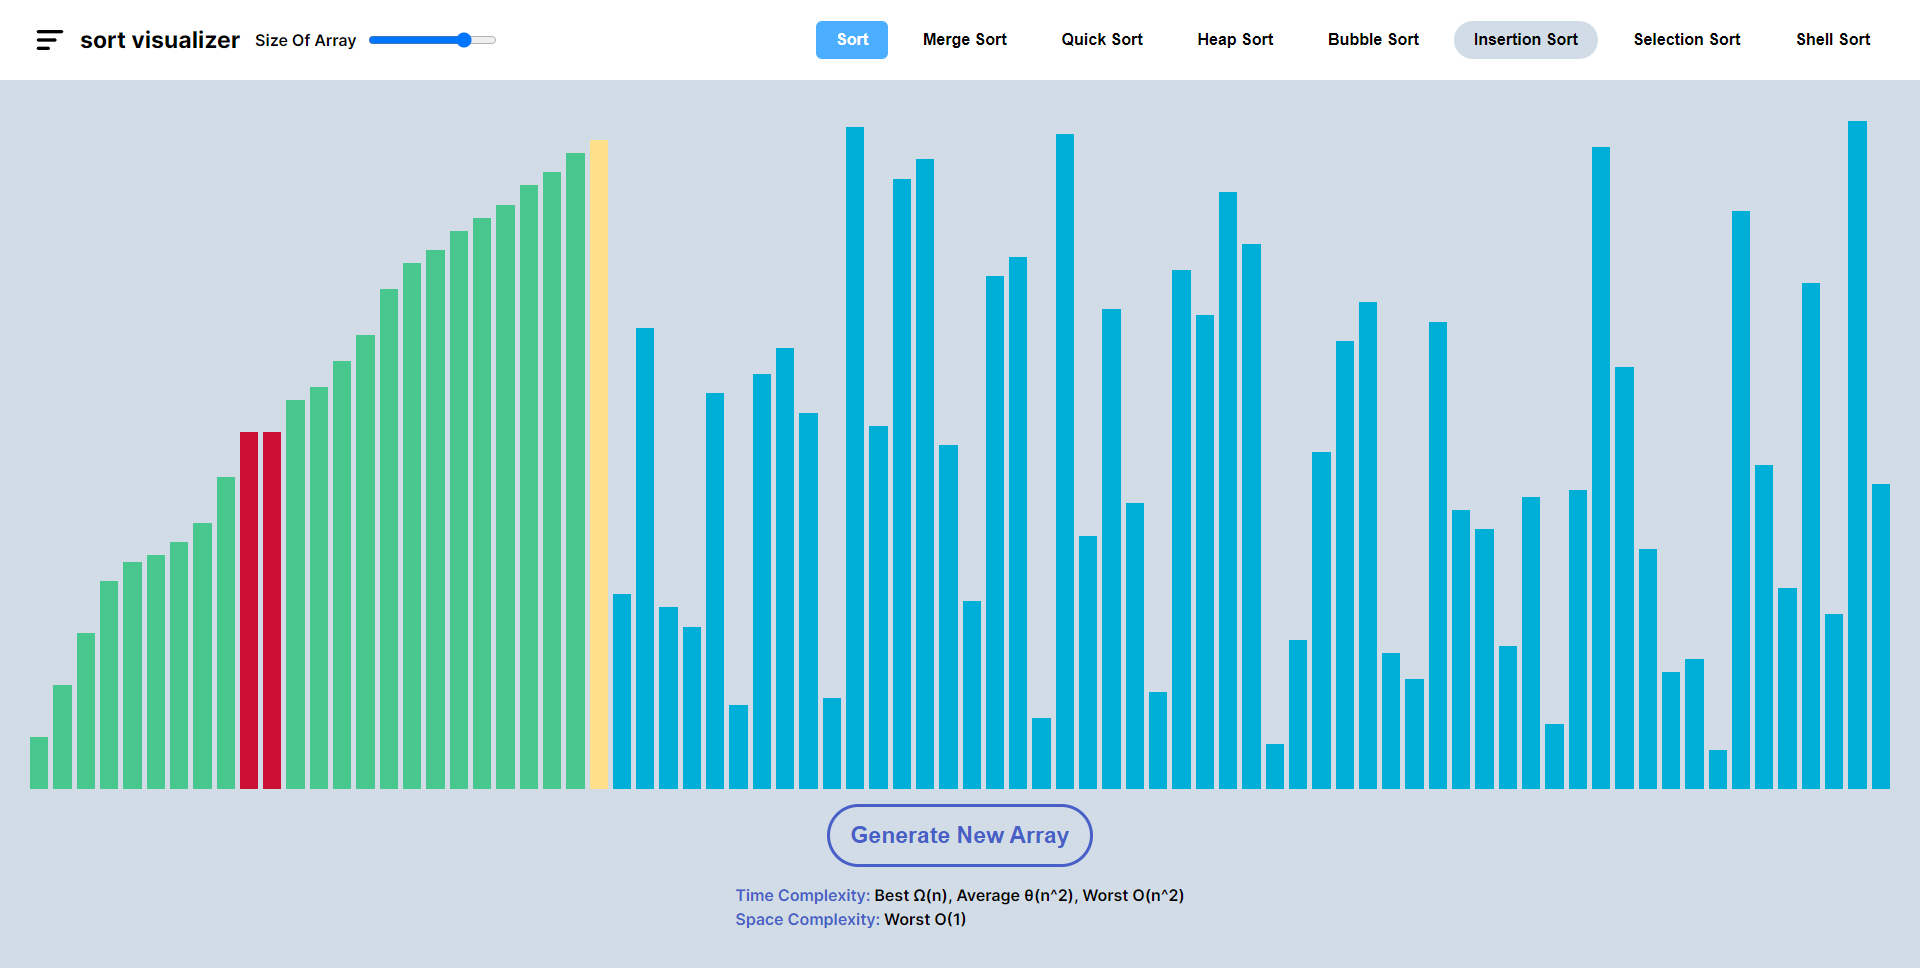 sort visualizer Size Of Array Sort Merge Sort Quick Sort Heap Sort Bubble Sort Insertion Sort Selection Sort Shell Sort
Generate New Array
Time Complexity: Best Ω(n), Average θ(n^2), Worst O(n^2)
Space Complexity: Worst O(1)